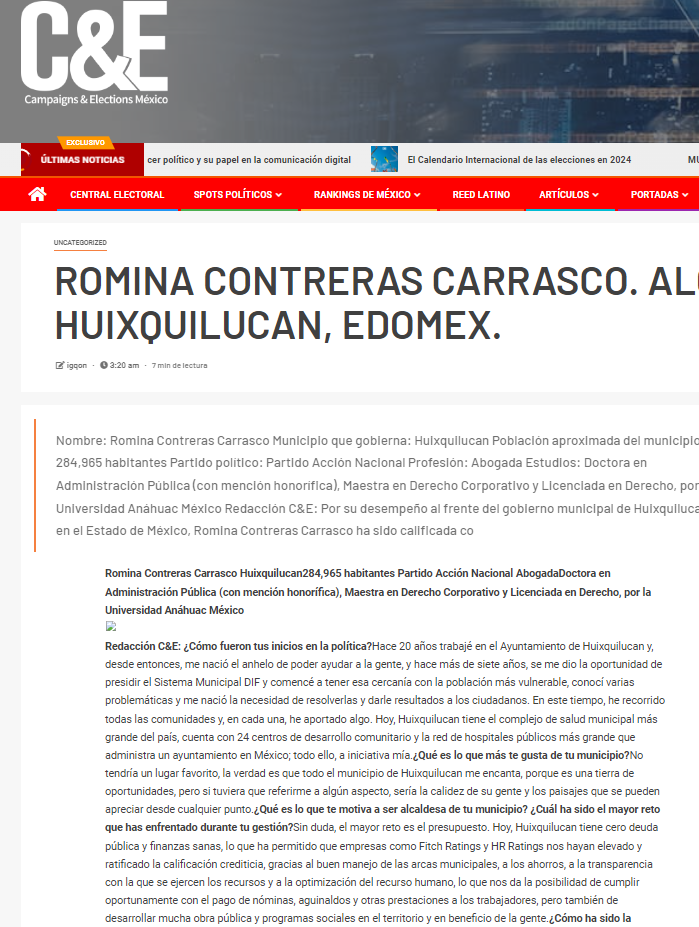 C&E
Campaigns & Elections México
EXCLUSIVO
ÚLTIMAS NOTICIAS
cer político y su papel en la comunicación digital
El Calendario Internacional de las elecciones en 2024
MU
CENTRAL ELECTORAL
SPOTS POLÍTICOS
RANKINGS DE MÉXICO
REED LATINO
ARTÍCULOS
PORTADAS
UNCATEGORIZED
ROMINA CONTRERAS CARRASCO. AL
HUIXQUILUCAN, EDOMEX.
igqon - 3:20 am - 7 min de lectura
Nombre: Romina Contreras Carrasco Municipio que gobierna: Huixquilucan Población aproximada del municipio
284,965 habitantes Partido político: Partido Acción Nacional Profesión: Abogada Estudios: Doctora en
Administración Pública (con mención honorífica), Maestra en Derecho Corporativo y Licenciada en Derecho, por
Universidad Anáhuac México Redacción C&E: Por su desempeño al frente del gobierno municipal de Huixquiluca
en el Estado de México, Romina Contreras Carrasco ha sido calificada co
Romina Contreras Carrasco Huixquilucan284,965 habitantes Partido Acción Nacional AbogadaDoctora en
Administración Pública (con mención honorífica), Maestra en Derecho Corporativo y Licenciada en Derecho, por la
Universidad Anáhuac México
Redacción C&E: ¿Cómo fueron tus inicios en la política?Hace 20 años trabajé en el Ayuntamiento de Huixquilucan y,
desde entonces, me nació el anhelo de poder ayudar a la gente, y hace más de siete años, se me dio la oportunidad de
presidir el Sistema Municipal DIF y comencé a tener esa cercanía con la población más vulnerable, conocí varias
problemáticas y me nació la necesidad de resolverlas y darle resultados a los ciudadanos. En este tiempo, he recorrido
todas las comunidades y, en cada una, he aportado algo. Hoy, Huixquilucan tiene el complejo de salud municipal más
grande del país, cuenta con 24 centros de desarrollo comunitario y la red de hospitales públicos más grande que
administra un ayuntamiento en México; todo ello, a iniciativa mía.¿Qué es lo que más te gusta de tu municipio?No
tendría un lugar favorito, la verdad es que todo el municipio de Huixquilucan me encanta, porque es una tierra de
oportunidades, pero si tuviera que referirme a algún aspecto, sería la calidez de su gente y los paisajes que se pueden
apreciar desde cualquier punto.¿Qué es lo que te motiva a ser alcaldesa de tu municipio? ¿Cuál ha sido el mayor reto
que has enfrentado durante tu gestión?Sin duda, el mayor reto es el presupuesto. Hoy, Huixquilucan tiene cero deuda
pública y finanzas sanas, lo que ha permitido que empresas como Fitch Ratings y HR Ratings nos hayan elevado y
ratificado la calificación crediticia, gracias al buen manejo de las arcas municipales, a los ahorros, a la transparencia
con la que se ejercen los recursos y a la optimización del recurso humano, lo que nos da la posibilidad de cumplir
oportunamente con el pago de nóminas, aguinaldos y otras prestaciones a los trabajadores, pero también de
desarrollar mucha obra pública y programas sociales en el territorio y en beneficio de la gente.¿Cómo ha sido la